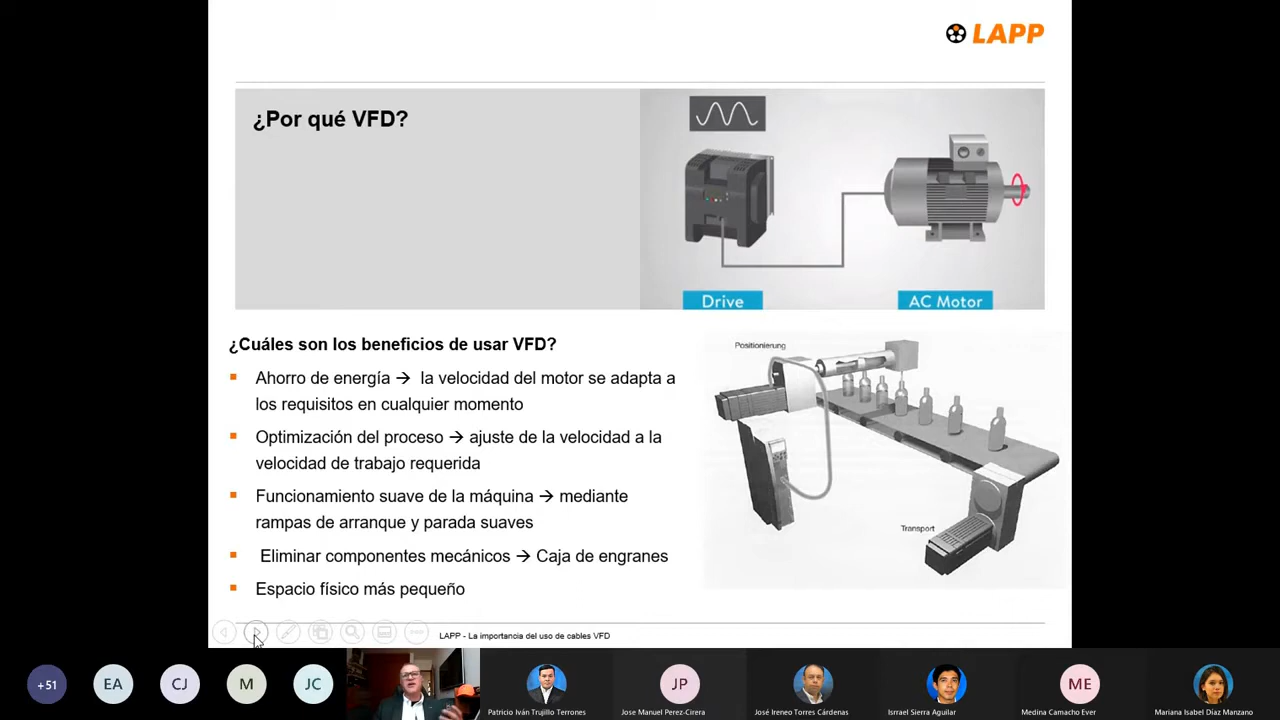 LAPP
¿Por qué VFD?
Drive
AC Motor
¿Cuáles son los beneficios de usar VFD?
Ahorro de energía → la velocidad del motor se adapta a
los requisitos en cualquier momento
Optimización del proceso → ajuste de la velocidad a la
velocidad de trabajo requerida
Funcionamiento suave de la máquina → mediante
rampas de arranque y parada suaves
Eliminar componentes mecánicos → Caja de engranes
Espacio físico más pequeño
Positionierung
Transport
LAPP - La importancia del uso de cables VFD
+51
EA
CJ
M
JC
Patricio Iván Trujillo Terrones
JP
Jose Manuel Perez-Cirera
José Ireneo Torres Cárdenas
Isrrael Sierra Aguilar
ME
Medina Camacho Ever
Mariana Isabel Díaz Manzano